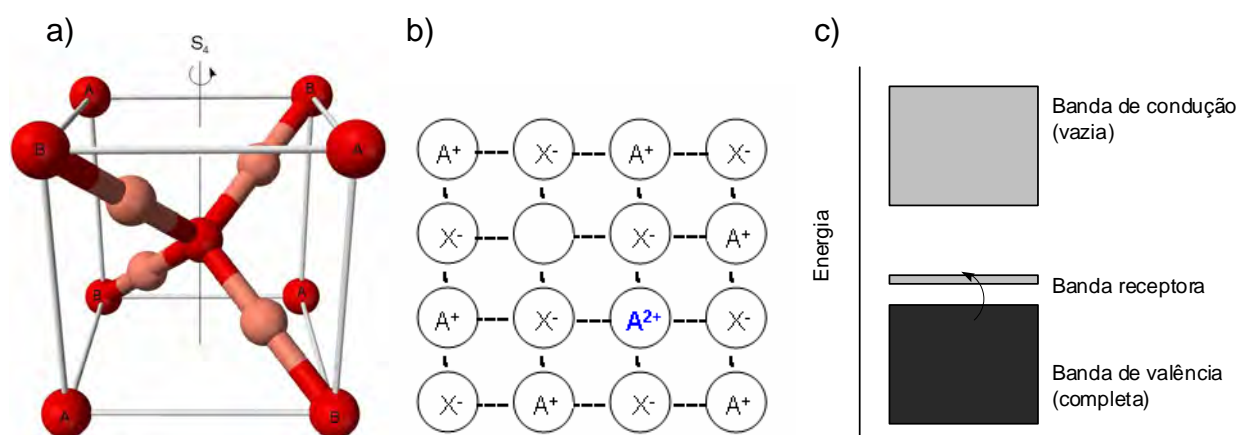 a)
S₄
A
B
B
A
B
A
A
B
b)
A⁺ X⁻ A⁺ X⁻
X⁻ X⁻ A⁺
A⁺ X⁻ A²⁺ X⁻
X⁻ A⁺ X⁻ A⁺
c)
Energia
Banda de condução
(vazia)
Banda receptora
Banda de valência
(completa)